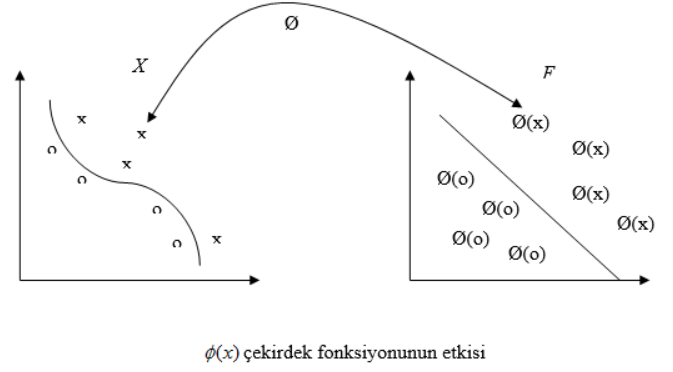 Ø
X
F
x
x
x
x
o
o
o
o
Ø(x)
Ø(x)
Ø(x)
Ø(x)
Ø(o)
Ø(o)
Ø(o)
Ø(o)
ϕ(x) çekirdek fonksiyonunun etkisi